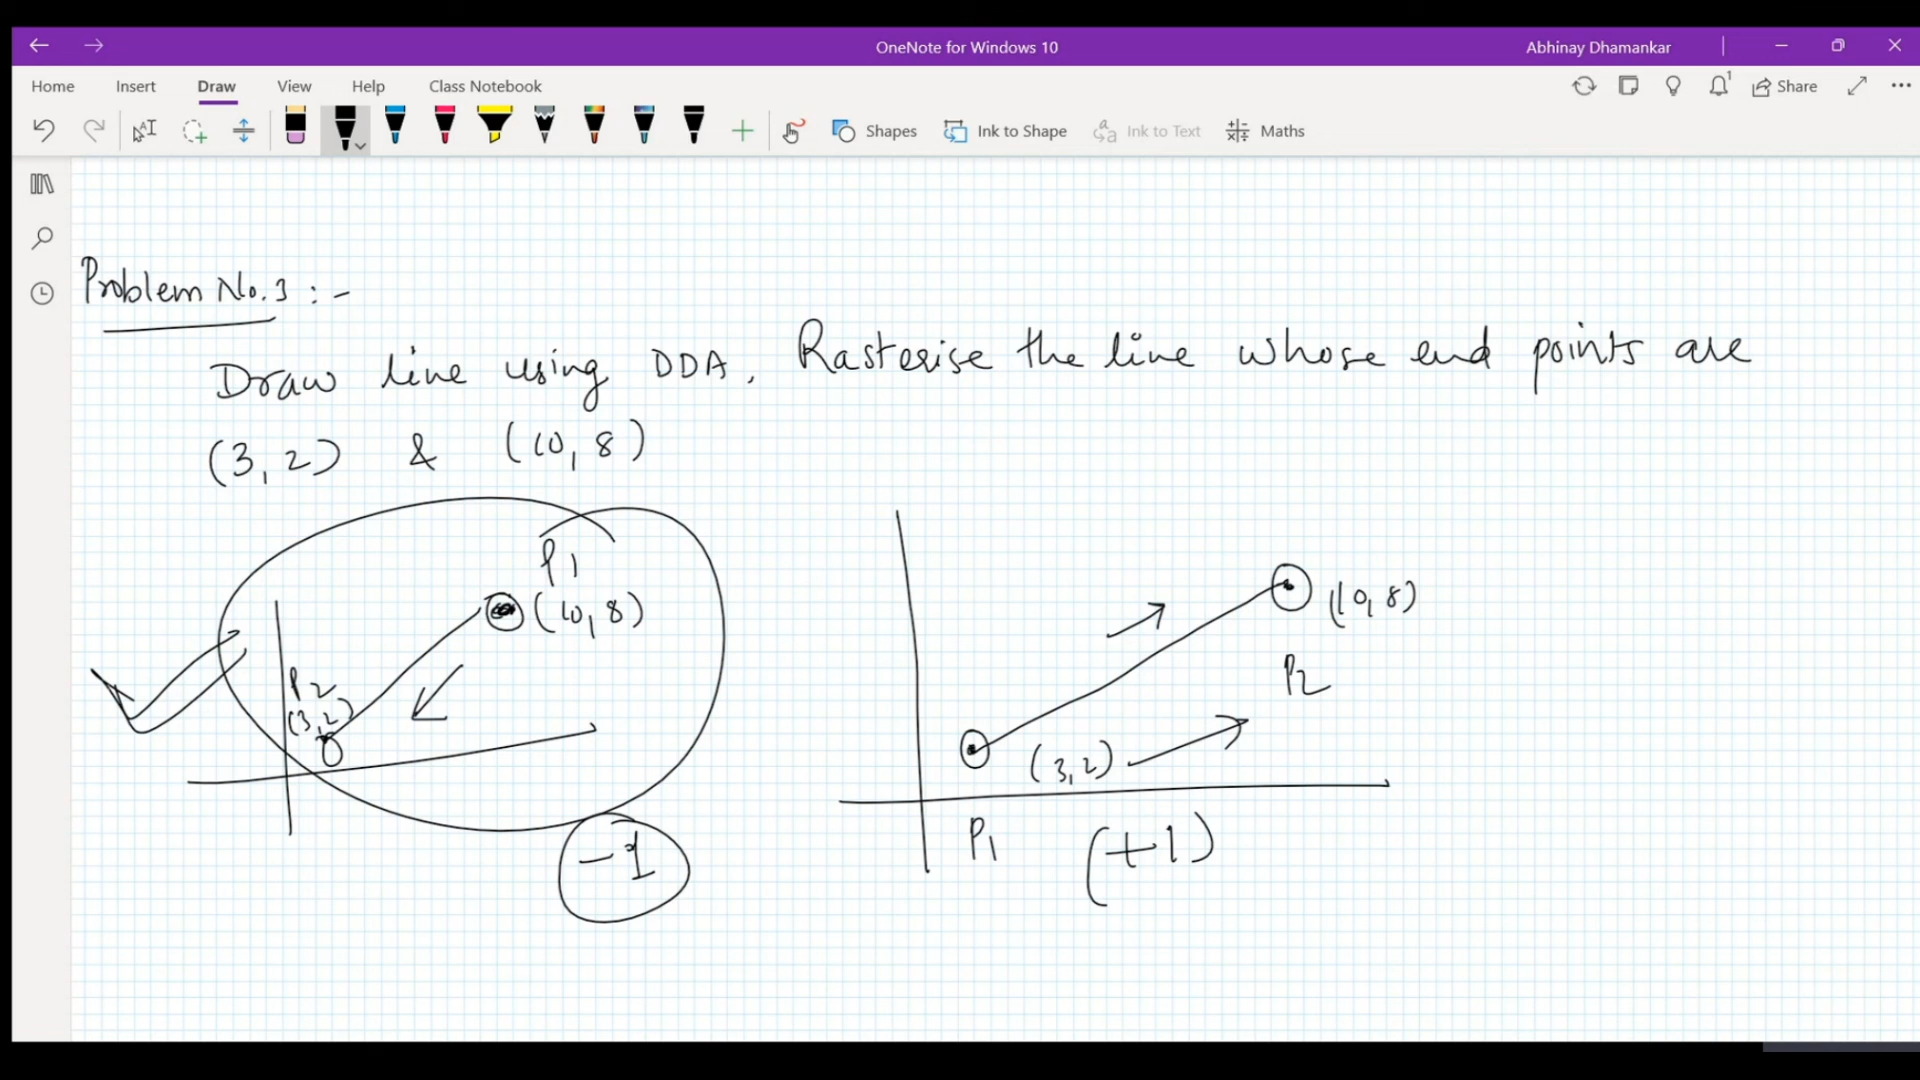 OneNote for Windows 10
Abhinay Dhamankar
Home Insert Draw View Help Class Notebook
1 Share
Shapes Ink to Shape Ink to Text Maths
Problem No. 3 :-
Draw line using DDA. Rasterise the line whose end points are
(3,2) & (10,8)
P1
(10,8)
P2
(3,2)
-1
(10,8)
P2
(3,2)
P1 (+1)